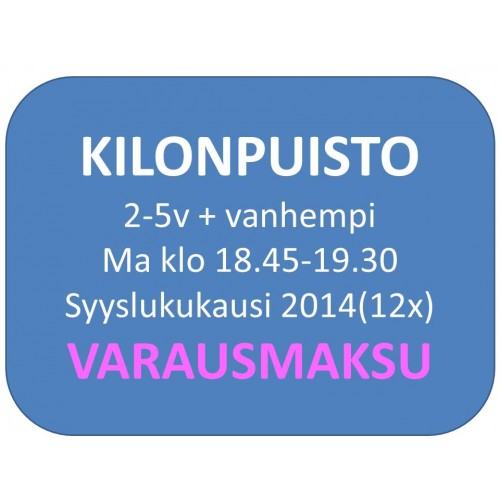 KILONPUISTO
2-5v + vanhempi
Ma klo 18.45-19.30
Syyslukukausi 2014(12x)
VARAUSMAKSU